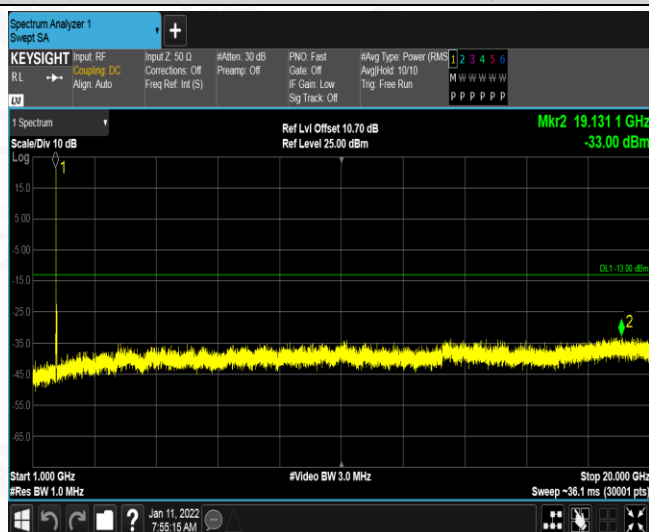 Spectrum Analyzer 1
Swept SA
+
KEYSIGHT
RL
LXI
Input: RF
Coupling: DC
Align: Auto
Input Z: 50 Ω
Corrections: Off
Freq Ref: Int (S)
#Atten: 30 dB
Preamp: Off
PNO: Fast
Gate: Off
IF Gain: Low
Sig Track: Off
#Avg Type: Power (RMS
Avg|Hold: 10/10
Trig: Free Run
1 2 3 4 5 6
M W W W W W
P P P P P P
1 Spectrum
Scale/Div 10 dB
Log
Ref Lvl Offset 10.70 dB
Ref Level 25.00 dBm
Mkr2 19.131 1 GHz
-33.00 dBm
1
15.0
5.00
-5.00
DL1 -13.00 dBm
-15.0
-25.0
2
-35.0
-45.0
-55.0
-65.0
Start 1.000 GHz
#Res BW 1.0 MHz
#Video BW 3.0 MHz
Stop 20.000 GHz
Sweep ~36.1 ms (30001 pts)
?
Jan 11, 2022
7:55:15 AM